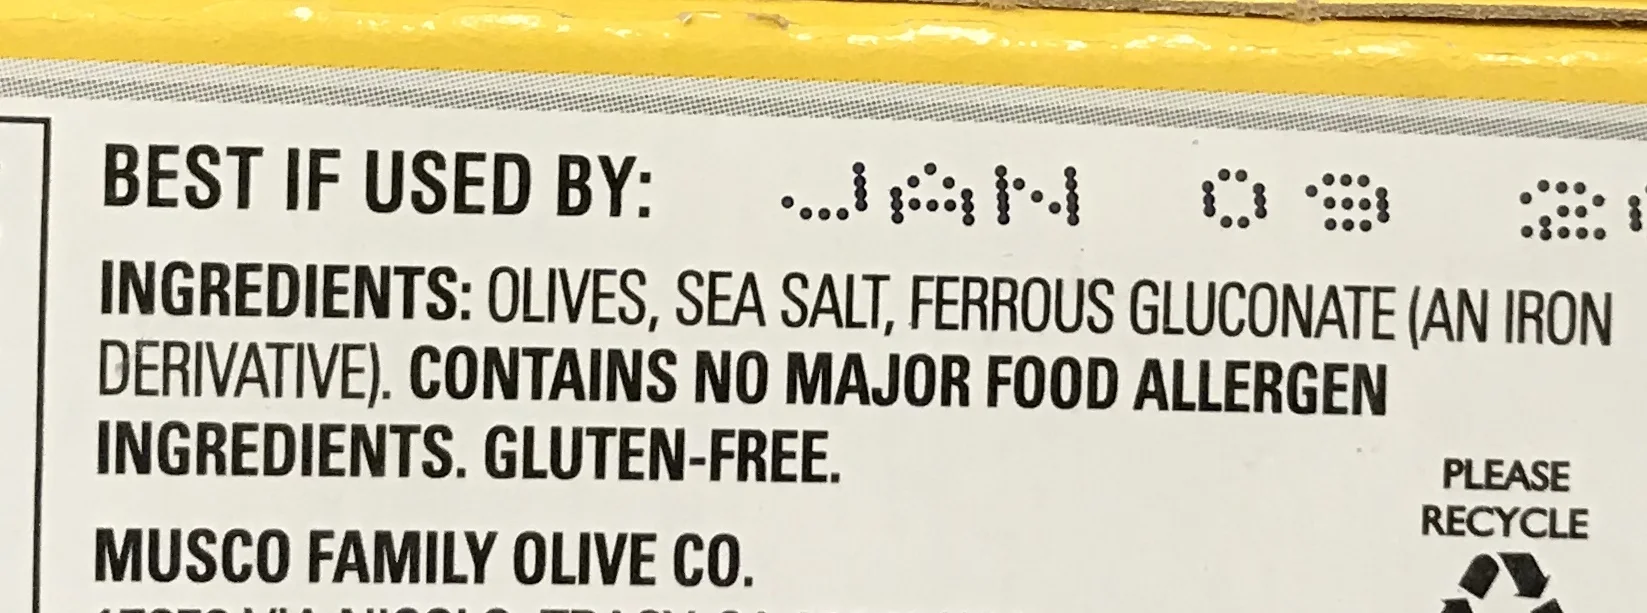 BEST IF USED BY: JAN 09 2
INGREDIENTS: OLIVES, SEA SALT, FERROUS GLUCONATE (AN IRON
DERIVATIVE). CONTAINS NO MAJOR FOOD ALLERGEN
INGREDIENTS. GLUTEN-FREE.
MUSCO FAMILY OLIVE CO.
PLEASE
RECYCLE